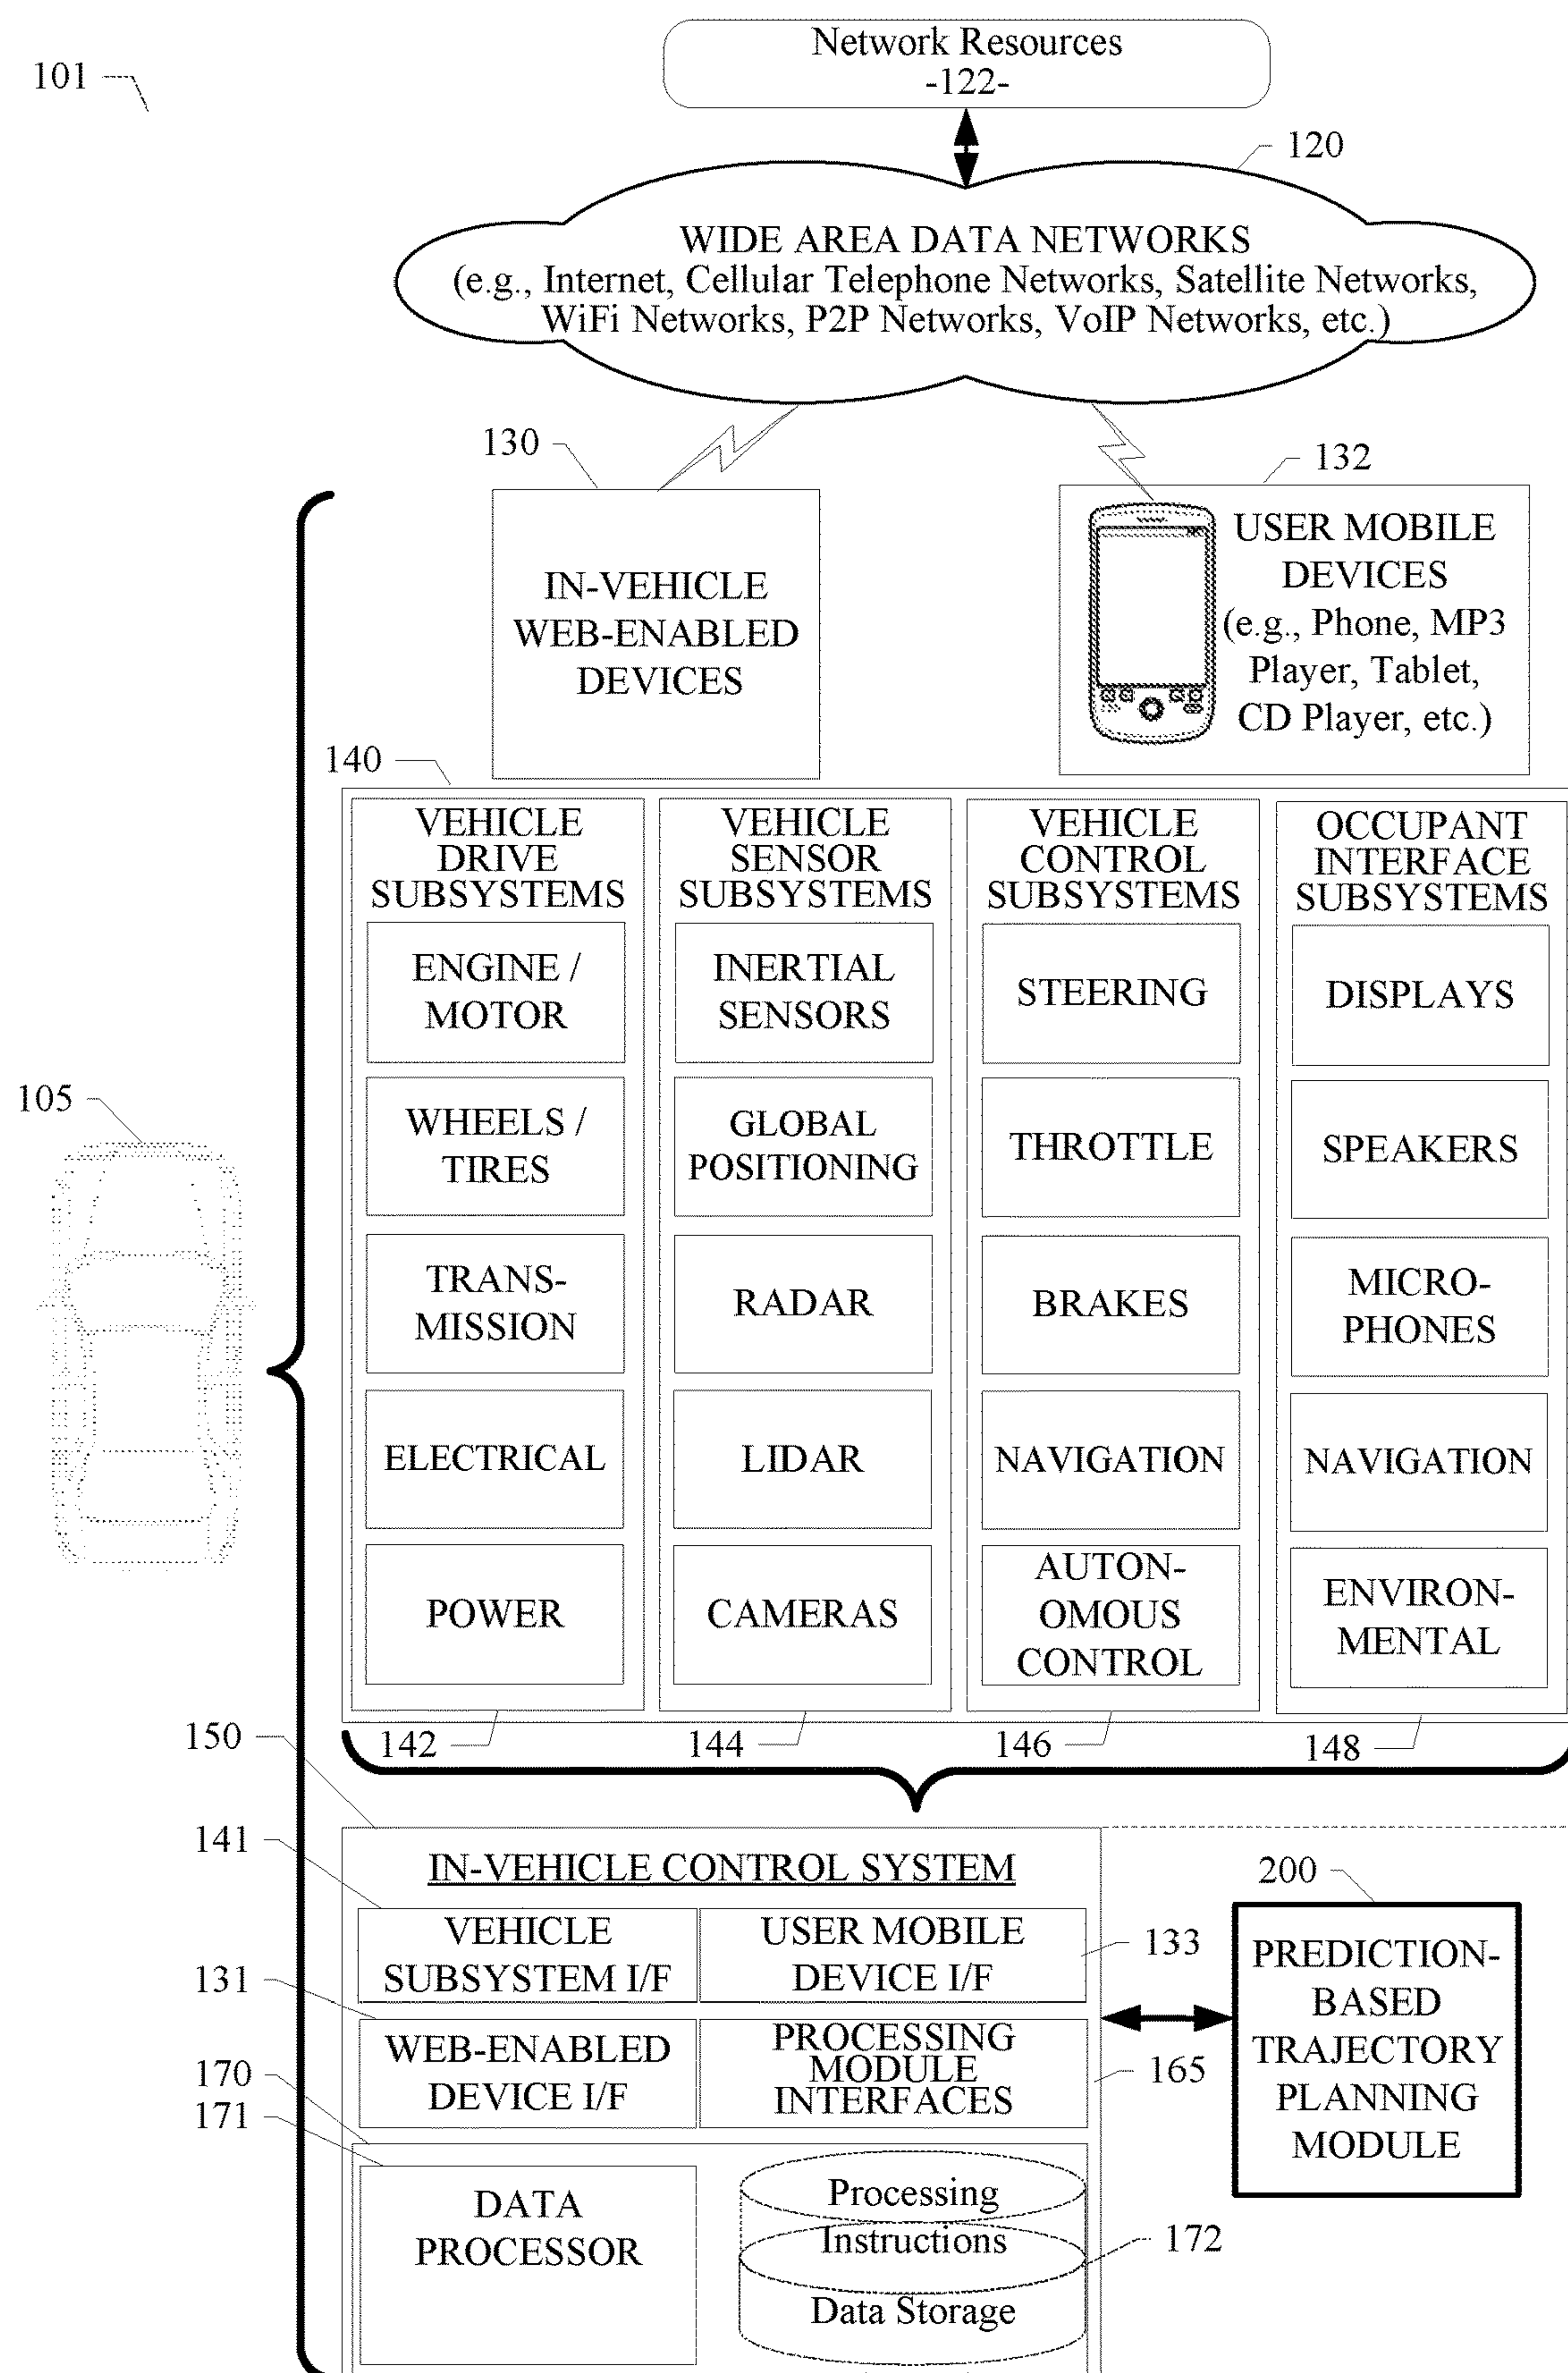 Network Resources
-122-
101
120
WIDE AREA DATA NETWORKS
(e.g., Internet, Cellular Telephone Networks, Satellite Networks,
WiFi Networks, P2P Networks, VoIP Networks, etc.)
130
132
IN-VEHICLE
WEB-ENABLED
DEVICES
USER MOBILE
DEVICES
(e.g., Phone, MP3
Player, Tablet,
CD Player, etc.)
140
VEHICLE
DRIVE
SUBSYSTEMS
ENGINE /
MOTOR
WHEELS /
TIRES
TRANS-
MISSION
ELECTRICAL
POWER
142
VEHICLE
SENSOR
SUBSYSTEMS
INERTIAL
SENSORS
GLOBAL
POSITIONING
RADAR
LIDAR
CAMERAS
144
VEHICLE
CONTROL
SUBSYSTEMS
STEERING
THROTTLE
BRAKES
NAVIGATION
AUTON-
OMOUS
CONTROL
146
OCCUPANT
INTERFACE
SUBSYSTEMS
DISPLAYS
SPEAKERS
MICRO-
PHONES
NAVIGATION
ENVIRON-
MENTAL
148
105
150
IN-VEHICLE CONTROL SYSTEM
141
VEHICLE
SUBSYSTEM I/F
USER MOBILE
DEVICE I/F
133
131
WEB-ENABLED
DEVICE I/F
PROCESSING
MODULE
INTERFACES
165
170
171
DATA
PROCESSOR
Processing
Instructions
Data Storage
172
200
PREDICTION-
BASED
TRAJECTORY
PLANNING
MODULE